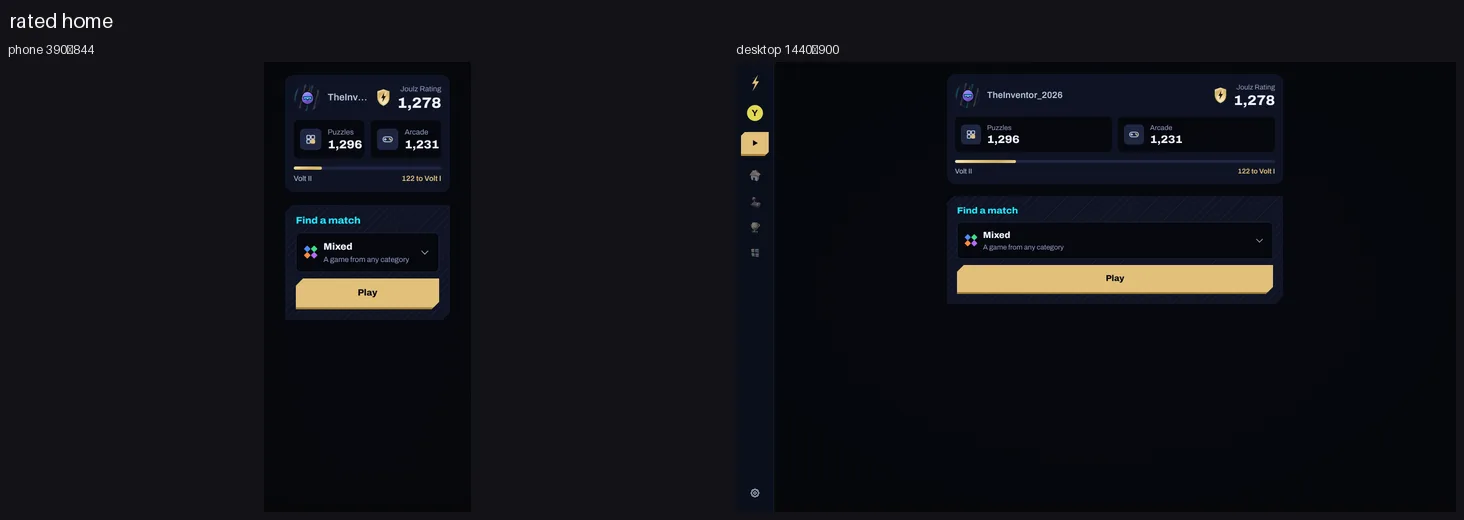 rated home
phone 390▯844
TheInv...
Joulz Rating
1,278
Puzzles
1,296
Arcade
1,231
Volt II
122 to Volt I
Find a match
Mixed
A game from any category
Play
desktop 1440▯900
Y
TheInventor_2026
Joulz Rating
1,278
Puzzles
1,296
Arcade
1,231
Volt II
122 to Volt I
Find a match
Mixed
A game from any category
Play